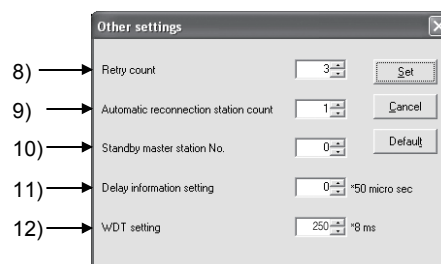 Other settings
8) Retry count 3 Set
9) Automatic reconnection station count 1 Cancel
10) Standby master station No. 0 Default
11) Delay information setting 0 *50 micro sec
12) WDT setting 250 *8 ms